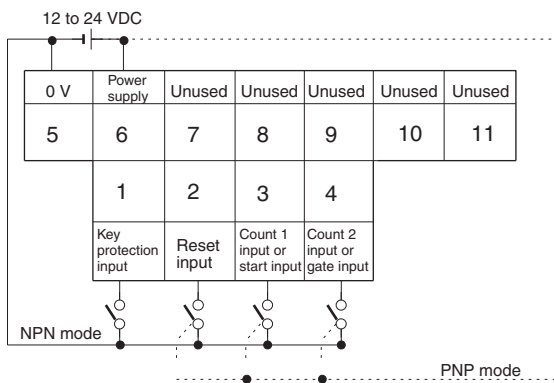 12 to 24 VDC
0 V
Power
supply
Unused
Unused
Unused
Unused
Unused
5
6
7
8
9
10
11
1
2
3
4
Key
protection
input
Reset
input
Count 1
input or
start input
Count 2
input or
gate input
NPN mode
PNP mode